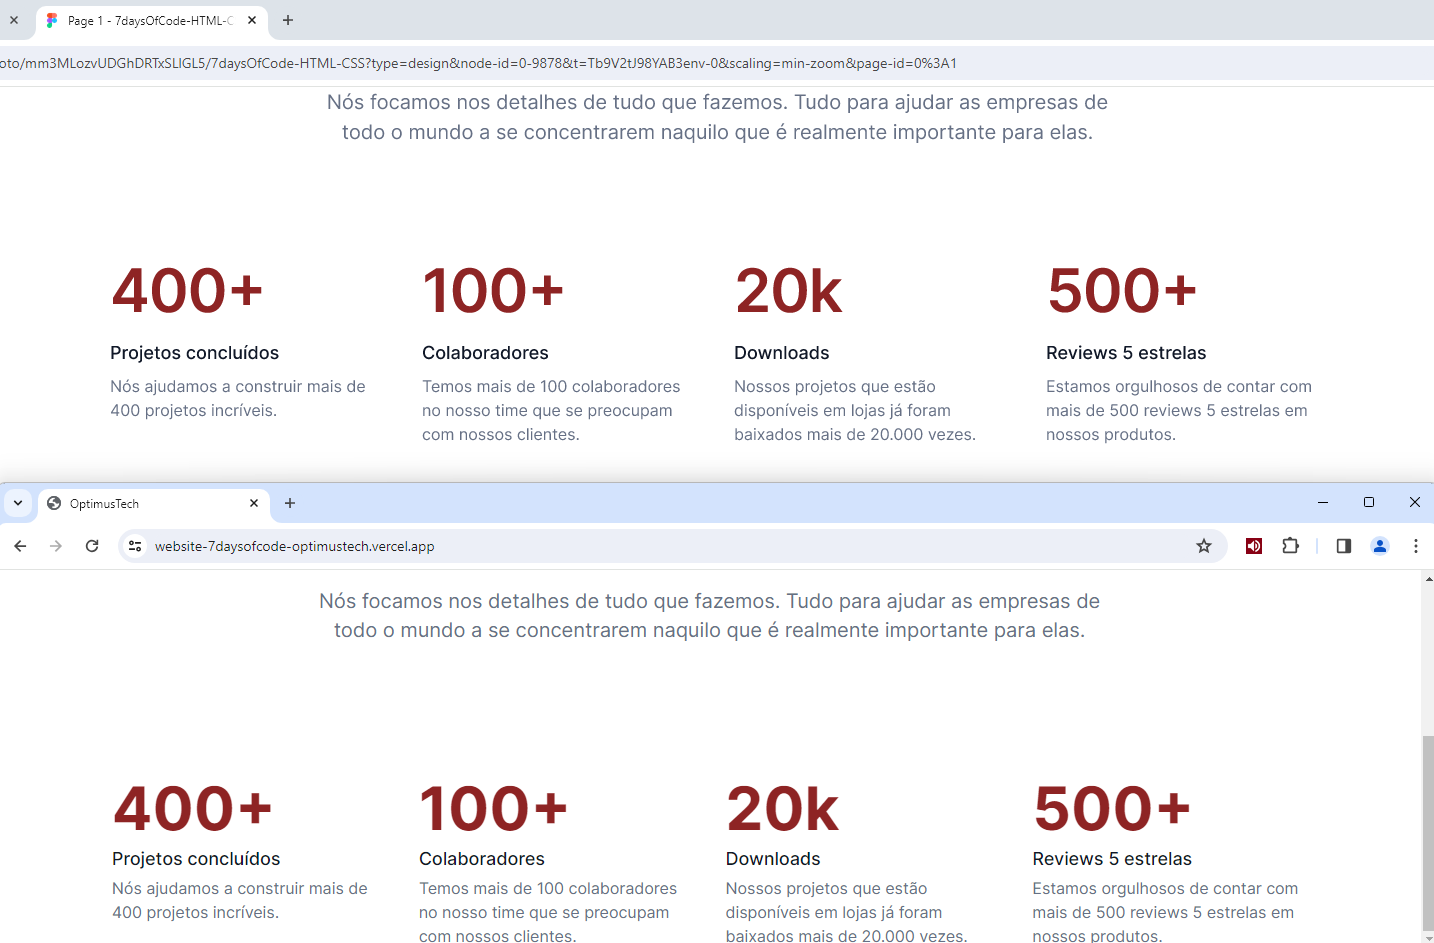 Page 1 - 7daysOfCode-HTML-C
oto/mm3MLozvUDGhDRTxSLIGL5/7daysOfCode-HTML-CSS?type=design&node-id=0-9878&t=Tb9V2tJ98YAB3env-0&scaling=min-zoom&page-id=0%3A1
Nós focamos nos detalhes de tudo que fazemos. Tudo para ajudar as empresas de
todo o mundo a se concentrarem naquilo que é realmente importante para elas.
400+ 100+ 20k 500+
Projetos concluídos Colaboradores Downloads Reviews 5 estrelas
Nós ajudamos a construir mais de Temos mais de 100 colaboradores Nossos projetos que estão Estamos orgulhosos de contar com
400 projetos incríveis. no nosso time que se preocupam disponíveis em lojas já foram mais de 500 reviews 5 estrelas em
com nossos clientes. baixados mais de 20.000 vezes. nossos produtos.
OptimusTech
website-7daysofcode-optimustech.vercel.app
Nós focamos nos detalhes de tudo que fazemos. Tudo para ajudar as empresas de
todo o mundo a se concentrarem naquilo que é realmente importante para elas.
400+ 100+ 20k 500+
Projetos concluídos Colaboradores Downloads Reviews 5 estrelas
Nós ajudamos a construir mais de Temos mais de 100 colaboradores Nossos projetos que estão Estamos orgulhosos de contar com
400 projetos incríveis. no nosso time que se preocupam disponíveis em lojas já foram mais de 500 reviews 5 estrelas em
com nossos clientes. baixados mais de 20.000 vezes. nossos produtos.